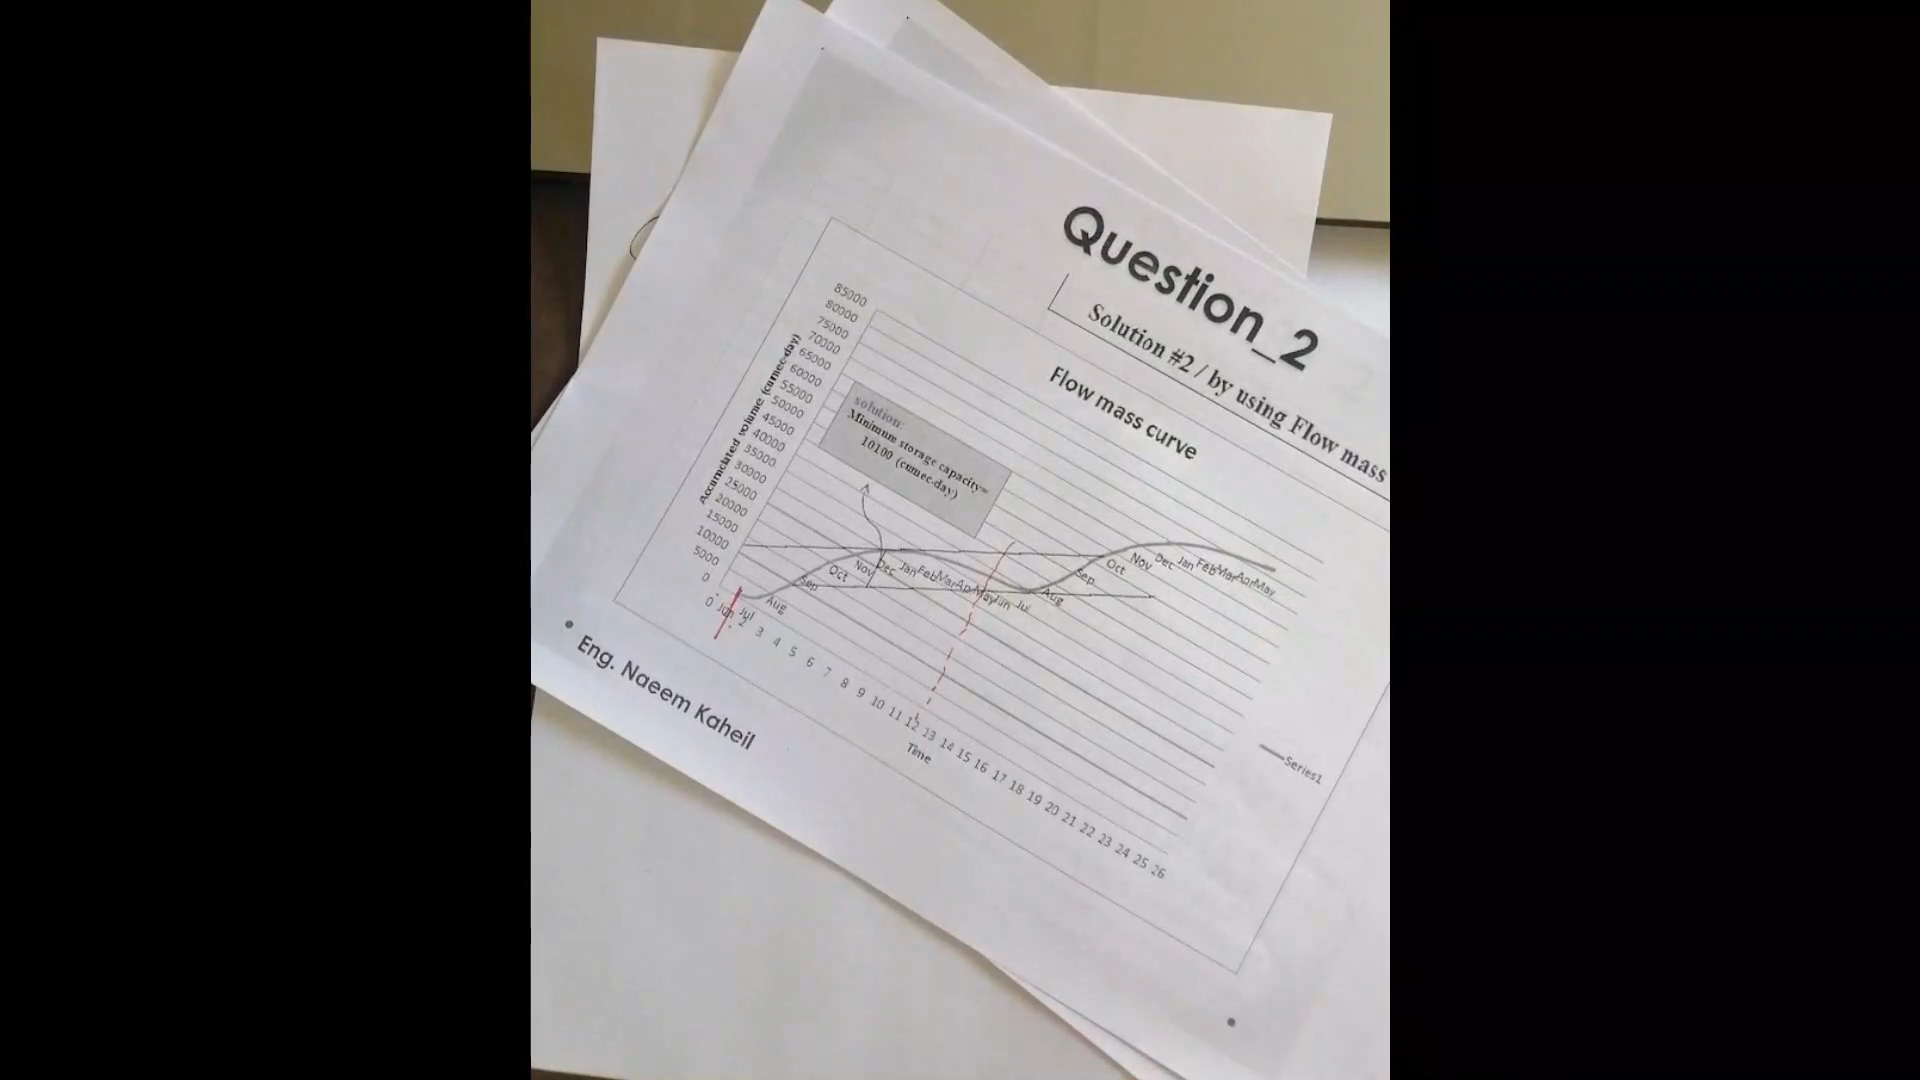 Question_2
Solution #2 / by using Flow mass
Flow mass curve
85000
80000
75000
70000
65000
60000
55000
50000
45000
40000
35000
30000
25000
20000
15000
10000
5000
0
Accumclated volume (cumec-day)
solution:
Minimum storage capacity=
10100 (cumec-day)
Jun Jul Aug Sep Oct Nov Dec Jan Feb Mar Apr May Jun Jul Aug Sep Oct Nov Dec Jan Feb Mar Apr May
0 2 3 4 5 6 7 8 9 10 11 12 13 14 15 16 17 18 19 20 21 22 23 24 25 26
Time
Series1
• Eng. Naeem Kaheil